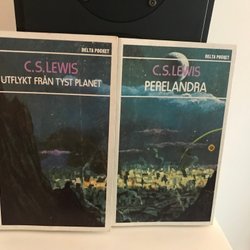 DELTA POCKET
C.S. LEWIS
UTFLYKT FRÅN TYST PLANET
DELTA POCKET
C.S. LEWIS
PERELANDRA